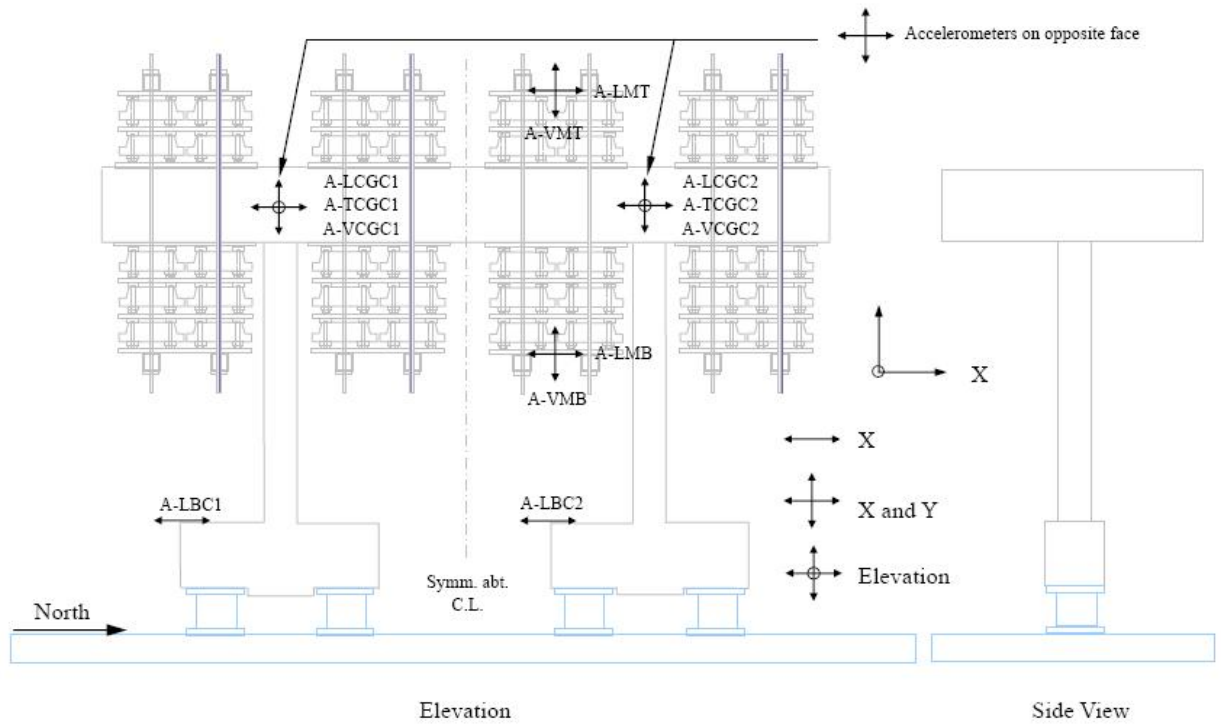 Accelerometers on opposite face
A-LMT
A-VMT
A-LCGC1
A-TCGC1
A-VCGC1
A-LCGC2
A-TCGC2
A-VCGC2
A-LMB
A-VMB
X
X
A-LBC1
A-LBC2
X and Y
Symm. abt.
C.L.
Elevation
North
Elevation
Side View